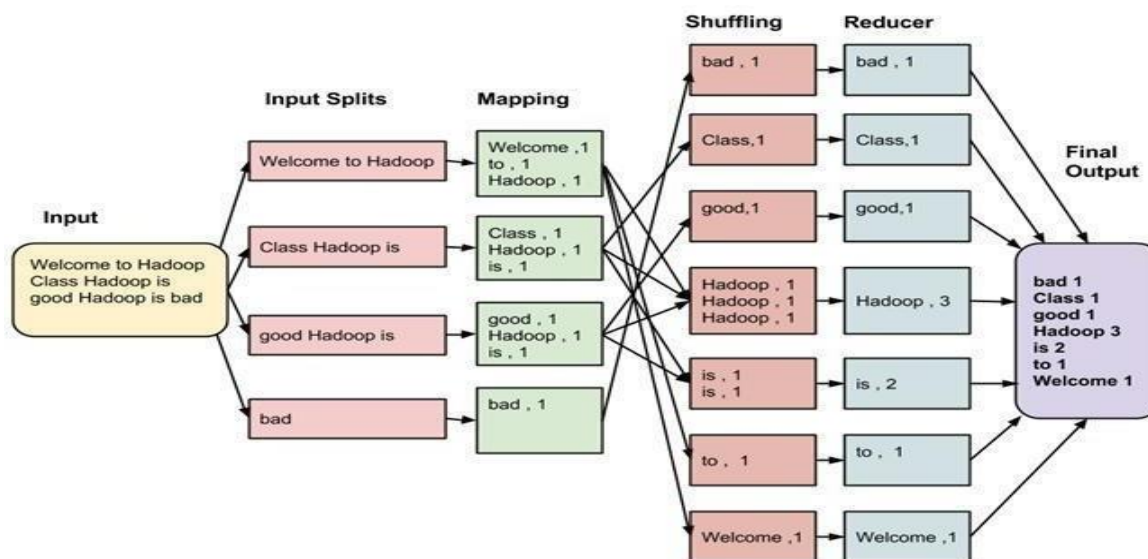 Input
Welcome to Hadoop
Class Hadoop is
good Hadoop is bad
Input Splits
Welcome to Hadoop
Class Hadoop is
good Hadoop is
bad
Mapping
Welcome ,1
to , 1
Hadoop , 1
Class , 1
Hadoop , 1
is , 1
good , 1
Hadoop , 1
is , 1
bad , 1
Shuffling
bad , 1
Class,1
good,1
Hadoop , 1
Hadoop , 1
Hadoop , 1
is , 1
is , 1
to , 1
Welcome ,1
Reducer
bad , 1
Class,1
good,1
Hadoop , 3
is , 2
to , 1
Welcome ,1
Final
Output
bad 1
Class 1
good 1
Hadoop 3
is 2
to 1
Welcome 1